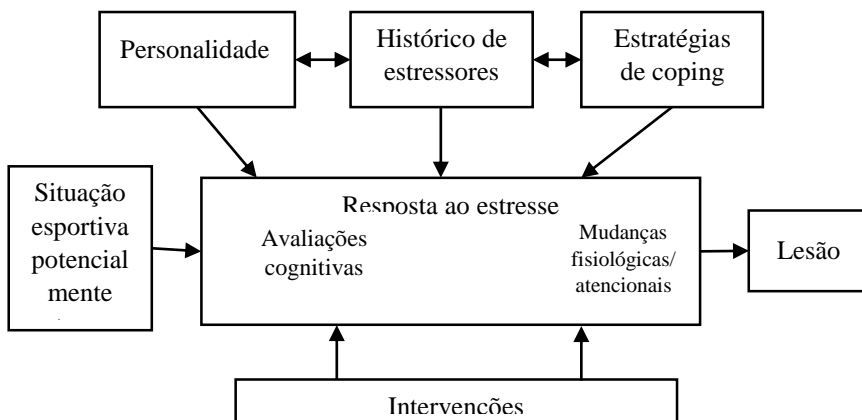 Personalidade
Histórico de
estressores
Estratégias
de coping
Situação
esportiva
potencial
mente
Resposta ao estresse
Avaliações
cognitivas
Mudanças
fisiológicas/
atencionais
Lesão
Intervenções